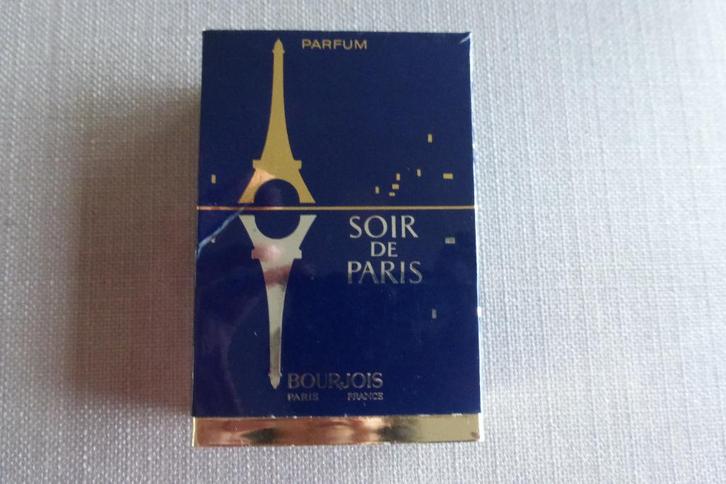 PARFUM
SOIR
DE
PARIS
BOURJOIS
PARIS FRANCE